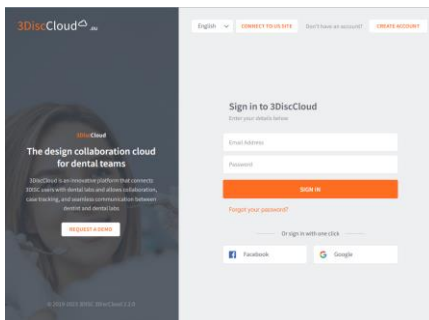 3DiscCloud .eu
English
CONNECT TO US SITE
Don't have an account?
CREATE ACCOUNT
3DiscCloud
The design collaboration cloud
for dental teams
3DiscCloud is an innovative platform that connects
3DISC users with dental labs and allows collaboration,
case tracking, and seamless communication between
dentist and dental labs.
REQUEST A DEMO
Sign in to 3DiscCloud
Enter your details below
Email Address
Password
SIGN IN
Forgot your password?
Or sign in with one click
Facebook
Google
3DISC 3DiscCloud